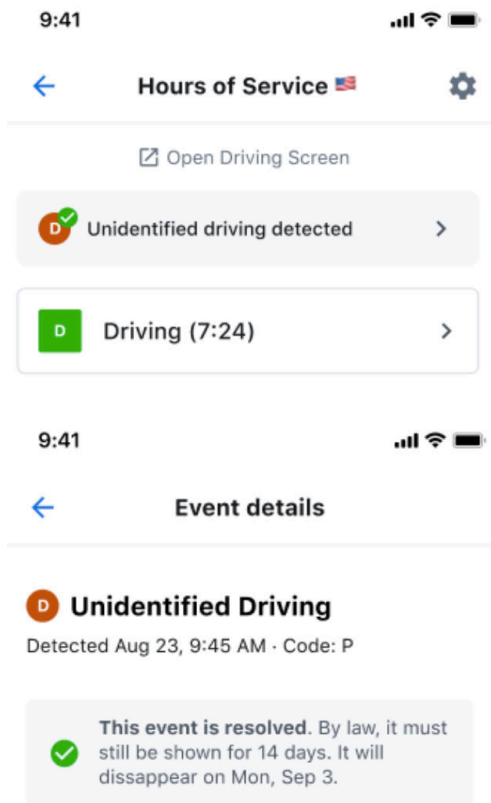 9:41
Hours of Service
Open Driving Screen
D Unidentified driving detected
D Driving (7:24)
9:41
Event details
D Unidentified Driving
Detected Aug 23, 9:45 AM · Code: P
This event is resolved. By law, it must
still be shown for 14 days. It will
dissappear on Mon, Sep 3.